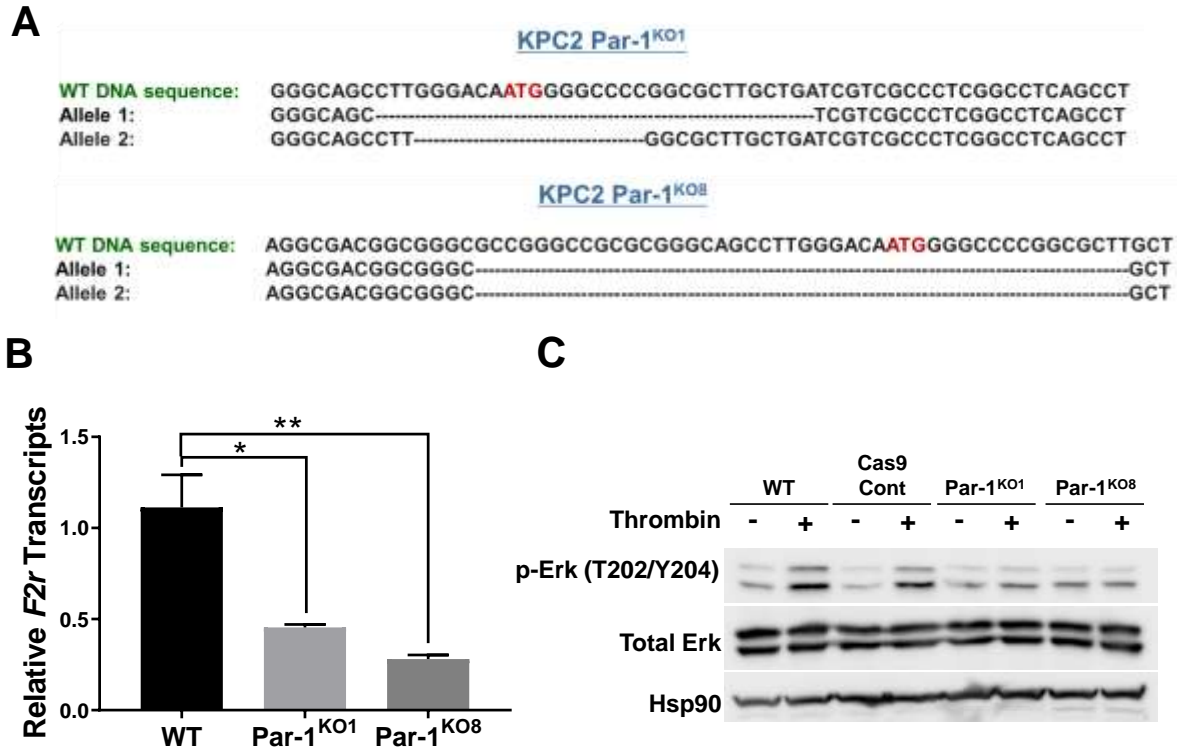 A
KPC2 Par-1KO1
WT DNA sequence: GGGCAGCCTTGGGACAATGGGGGCCCCGGCGCTTGCTGATCGTCGCCCTCGGCCTCAGCCT
Allele 1: GGGCAGC-------------------------------TCGTCGCCCTCGGCCTCAGCCT
Allele 2: GGGCAGCCTT----------------GGCGCTTGCTGATCGTCGCCCTCGGCCTCAGCCT
KPC2 Par-1KO8
WT DNA sequence: AGGCGACGGCGGGCGCCGGGCCGCGCGGGCAGCCTTGGGACAATGGGGGCCCCGGCGCTTGCT
Allele 1: AGGCGACGGCGGGC----------------------------------------------GCT
Allele 2: AGGCGACGGCGGGC----------------------------------------------GCT
B
C
Relative F2r Transcripts
1.5
1.0
0.5
0.0
*
**
WT Par-1KO1 Par-1KO8
WT Cas9 Cont Par-1KO1 Par-1KO8
Thrombin - + - + - + - +
p-Erk (T202/Y204)
Total Erk
Hsp90